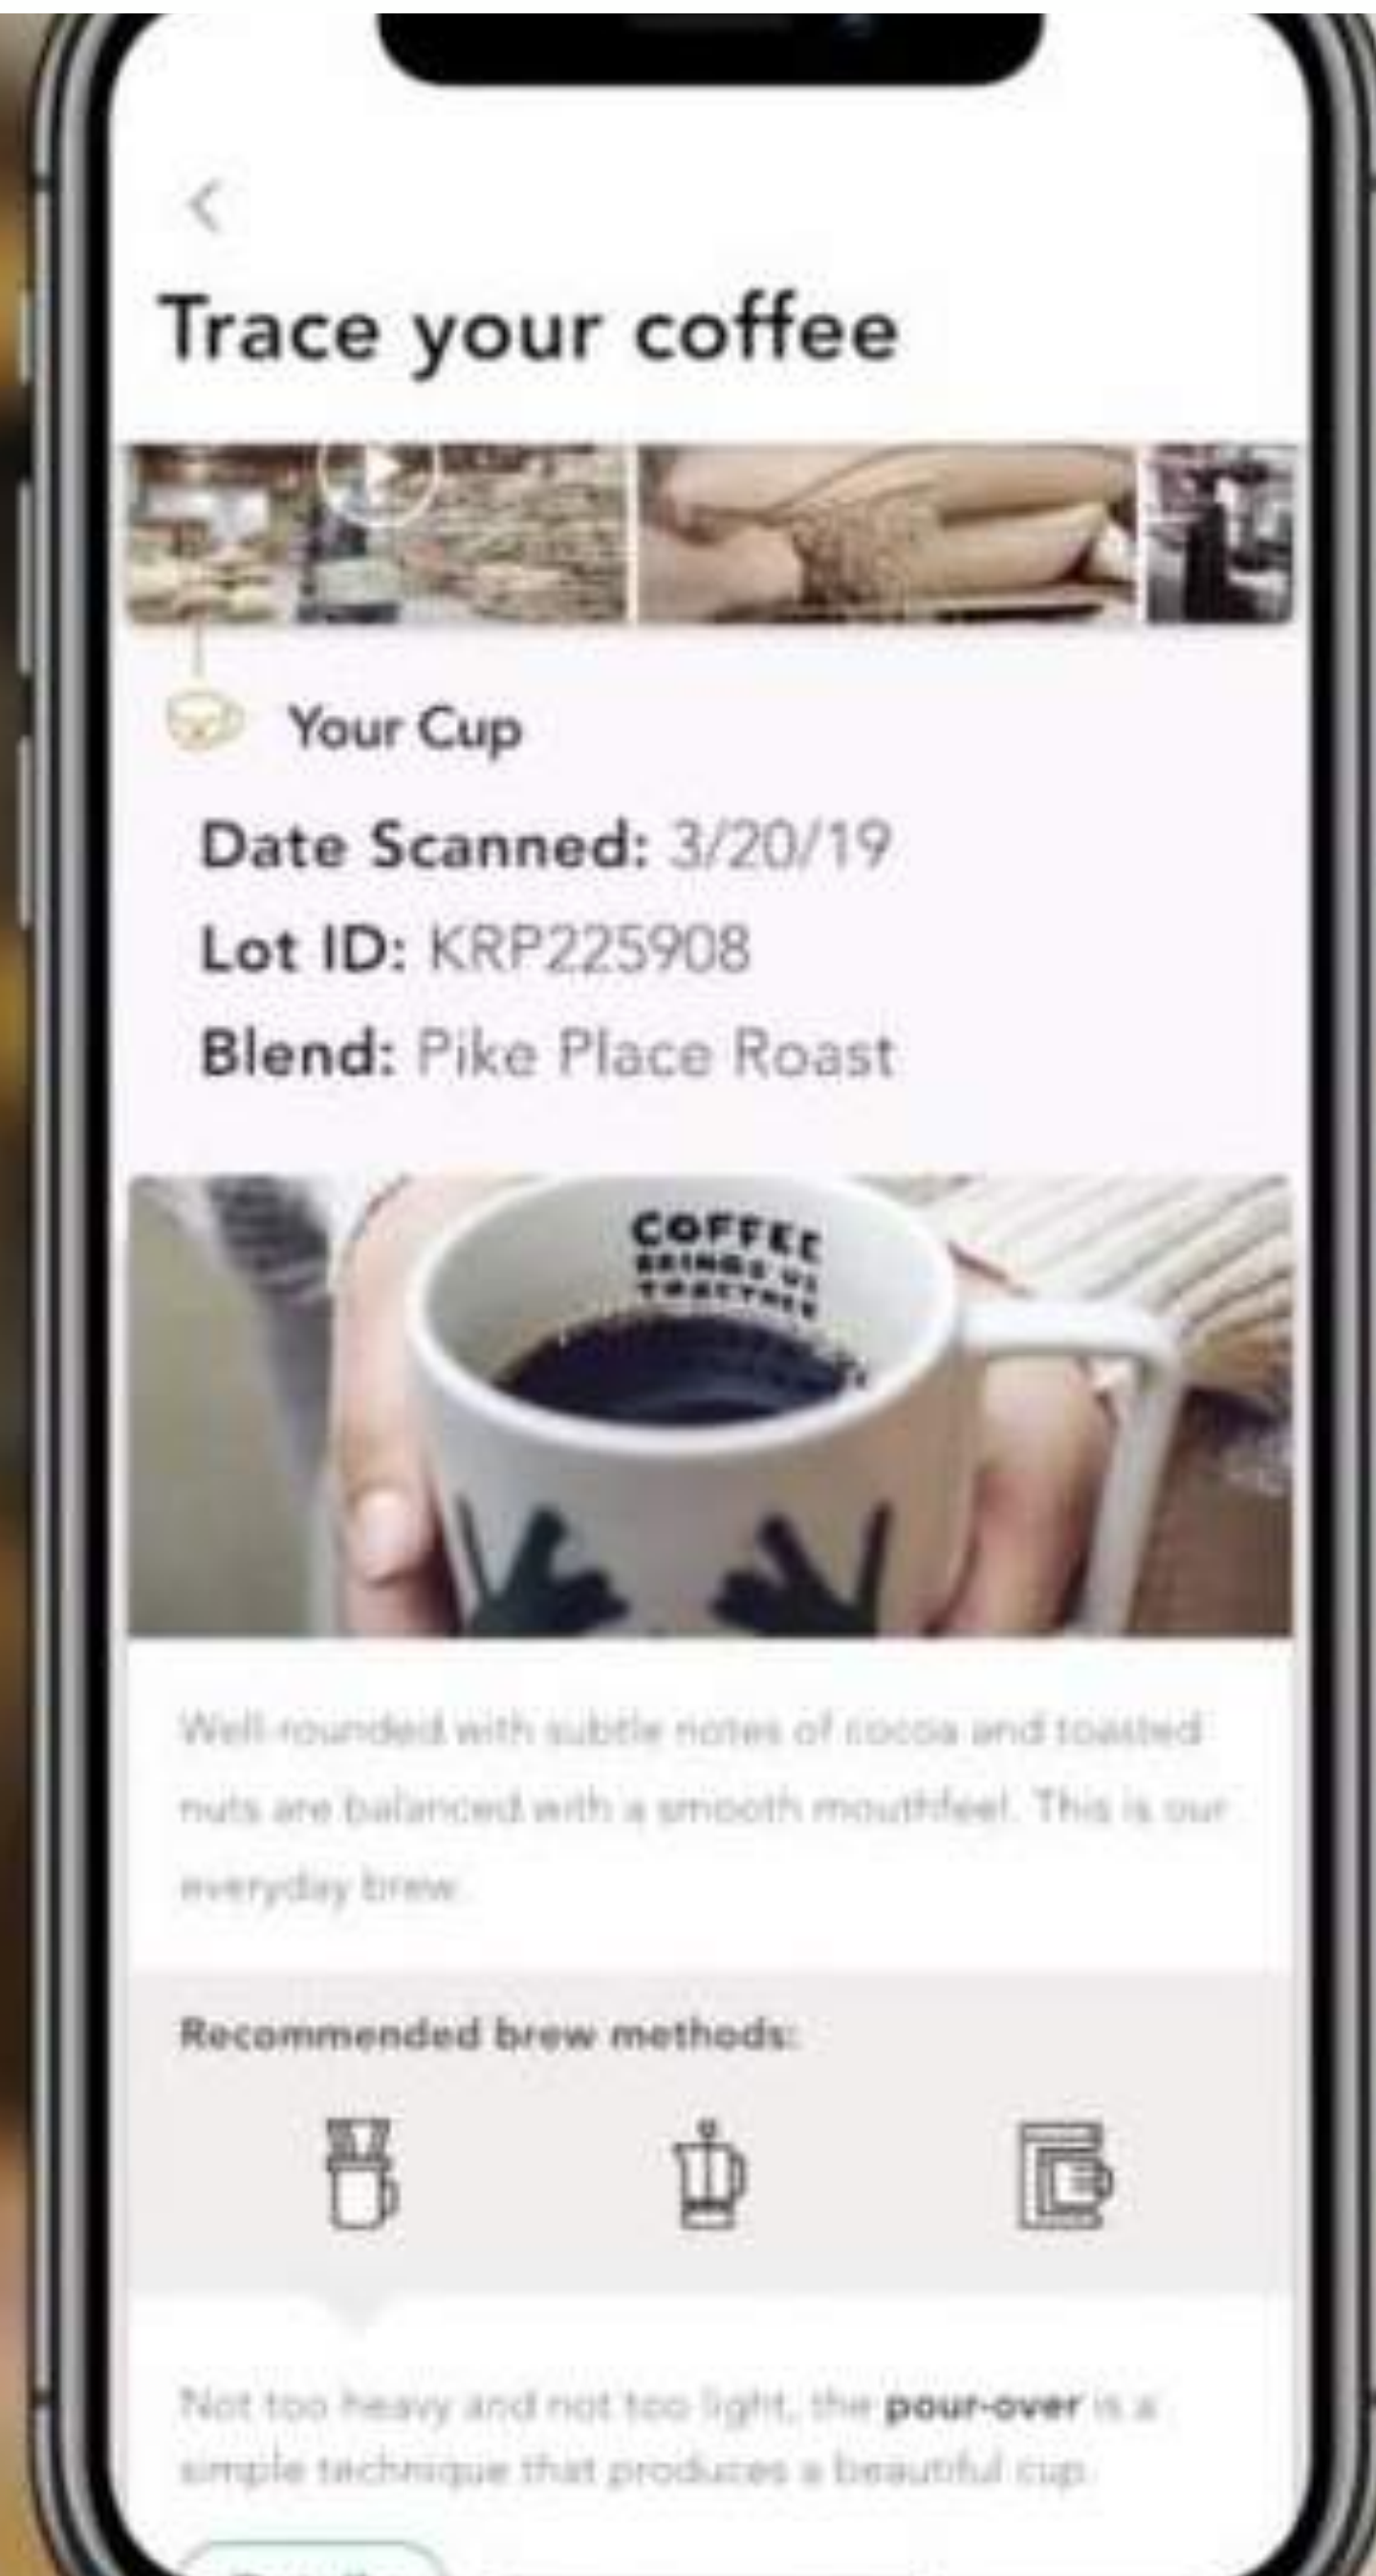 Trace your coffee
Your Cup
Date Scanned: 3/20/19
Lot ID: KRP225908
Blend: Pike Place Roast
COFFEE
BRINGS US
TOGETHER
Well-rounded with subtle notes of cocoa and toasted
nuts are balanced with a smooth mouthfeel. This is our
everyday brew.
Recommended brew methods:
Not too heavy and not too light, the pour-over is a
simple technique that produces a beautiful cup.